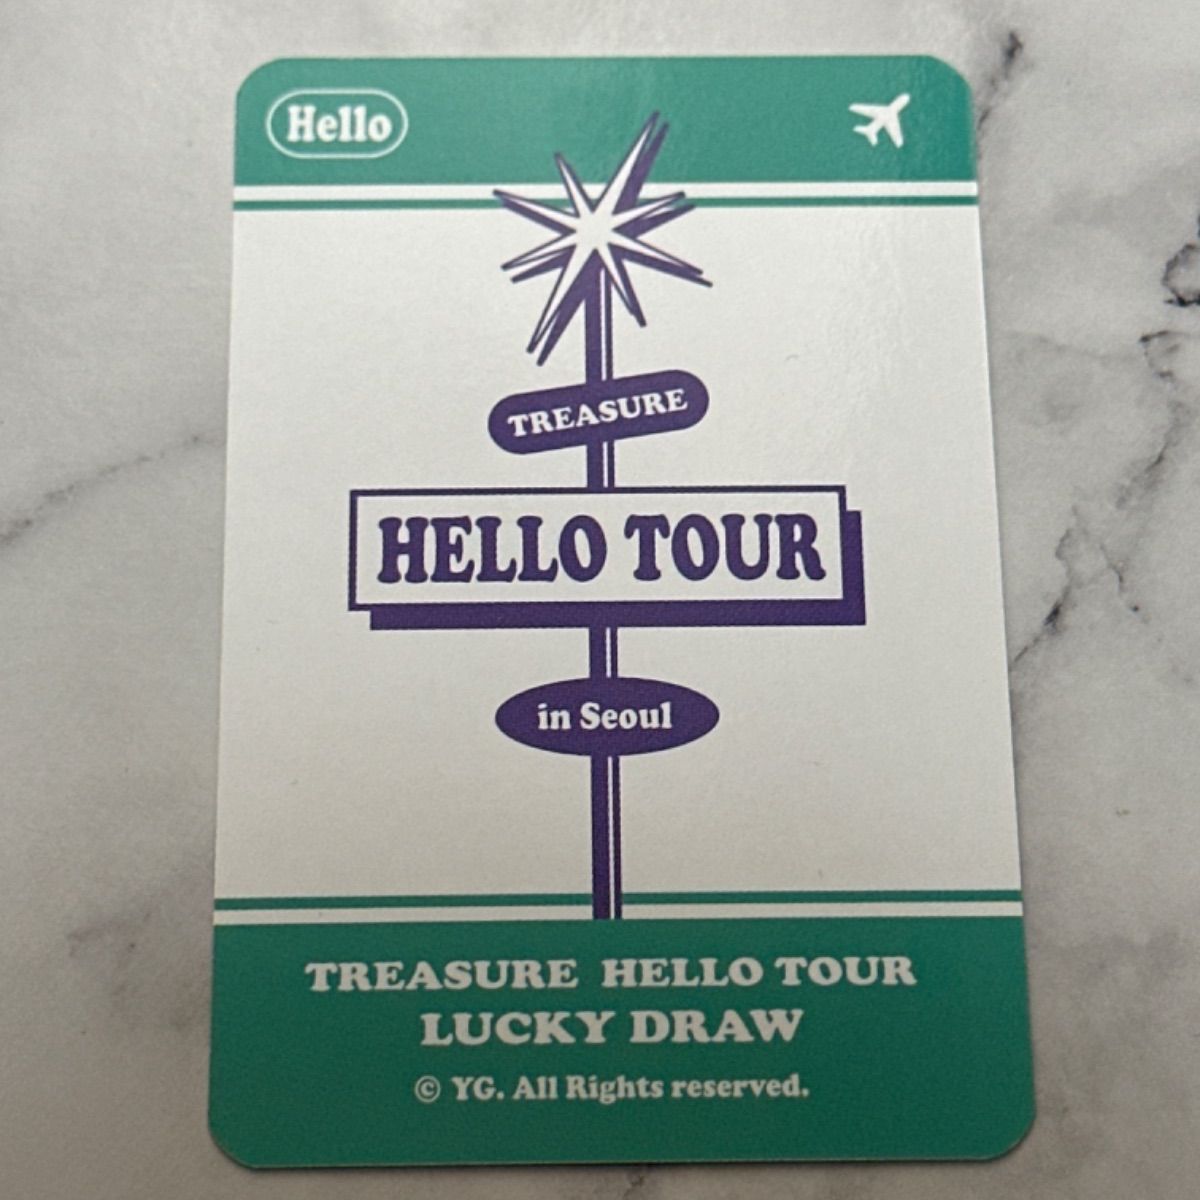 Hello
TREASURE
HELLO TOUR
in Seoul
TREASURE HELLO TOUR
LUCKY DRAW
© YG. All Rights reserved.